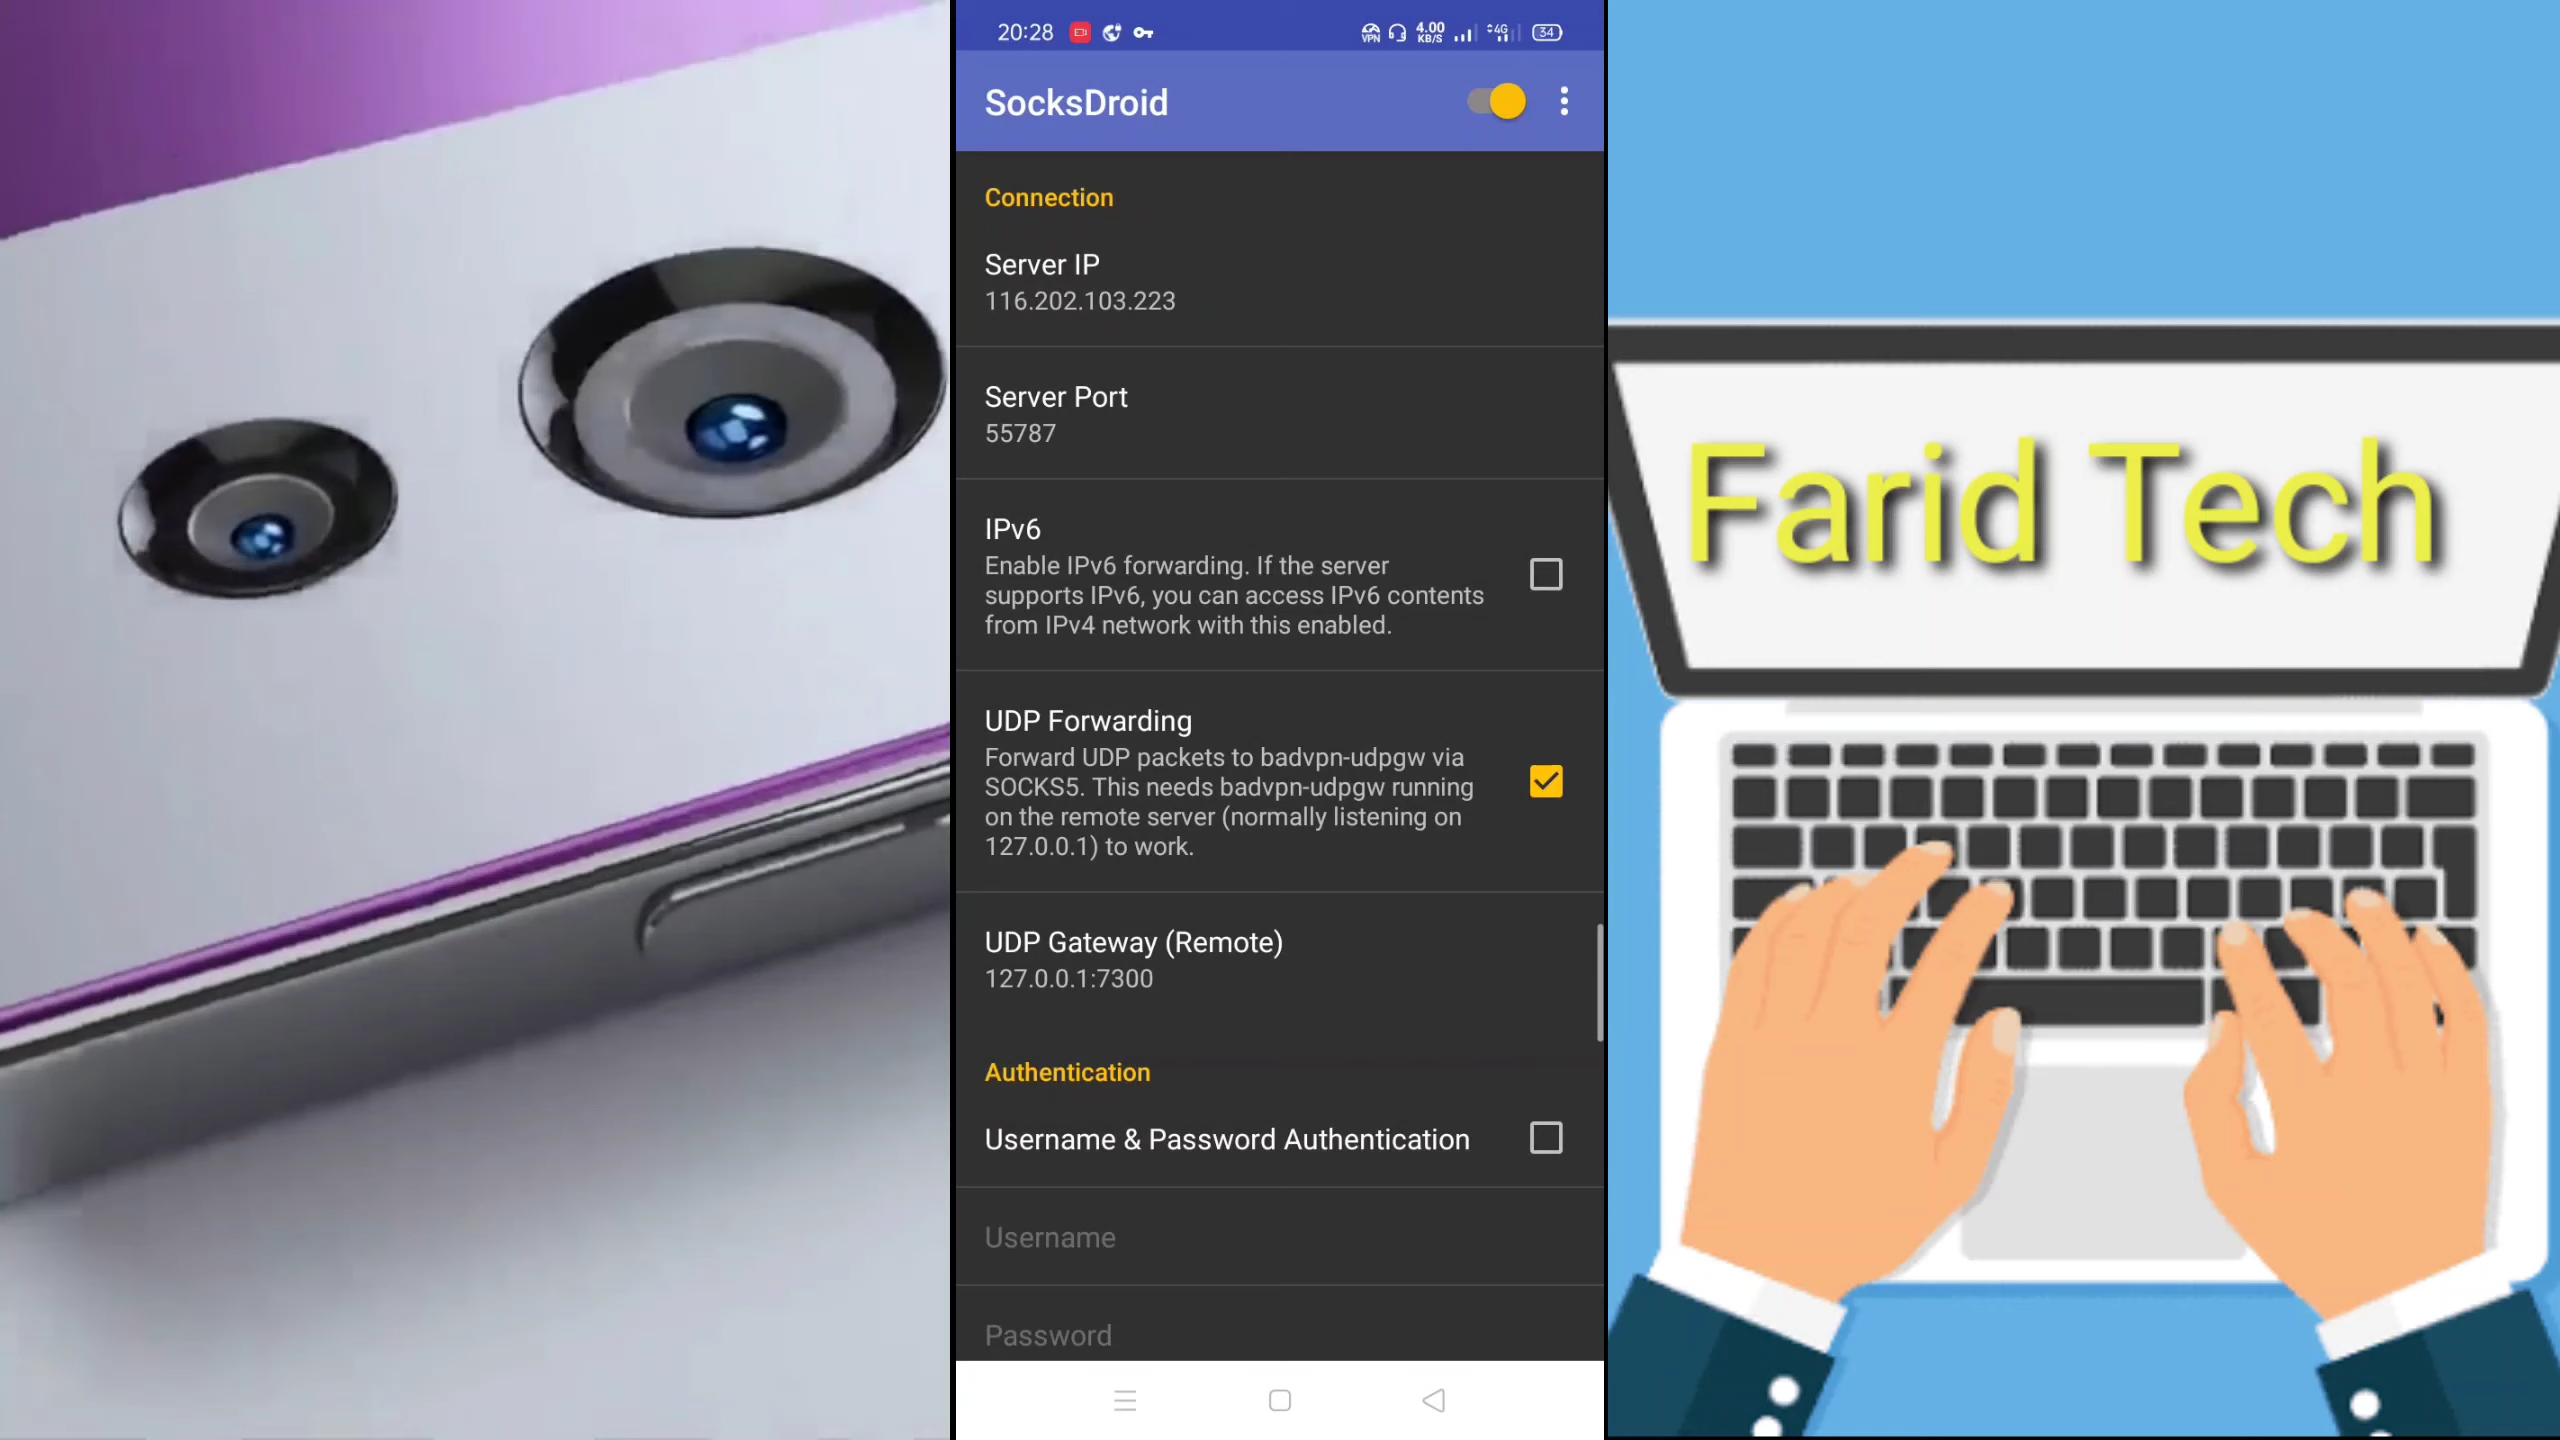 20:28
VPN
4.00
KB/S
4G
34
SocksDroid
Connection
Server IP
116.202.103.223
Server Port
55787
IPv6
Enable IPv6 forwarding. If the server
supports IPv6, you can access IPv6 contents
from IPv4 network with this enabled.
UDP Forwarding
Forward UDP packets to badvpn-udpgw via
SOCKS5. This needs badvpn-udpgw running
on the remote server (normally listening on
127.0.0.1) to work.
UDP Gateway (Remote)
127.0.0.1:7300
Authentication
Username & Password Authentication
Username
Password
Farid Tech